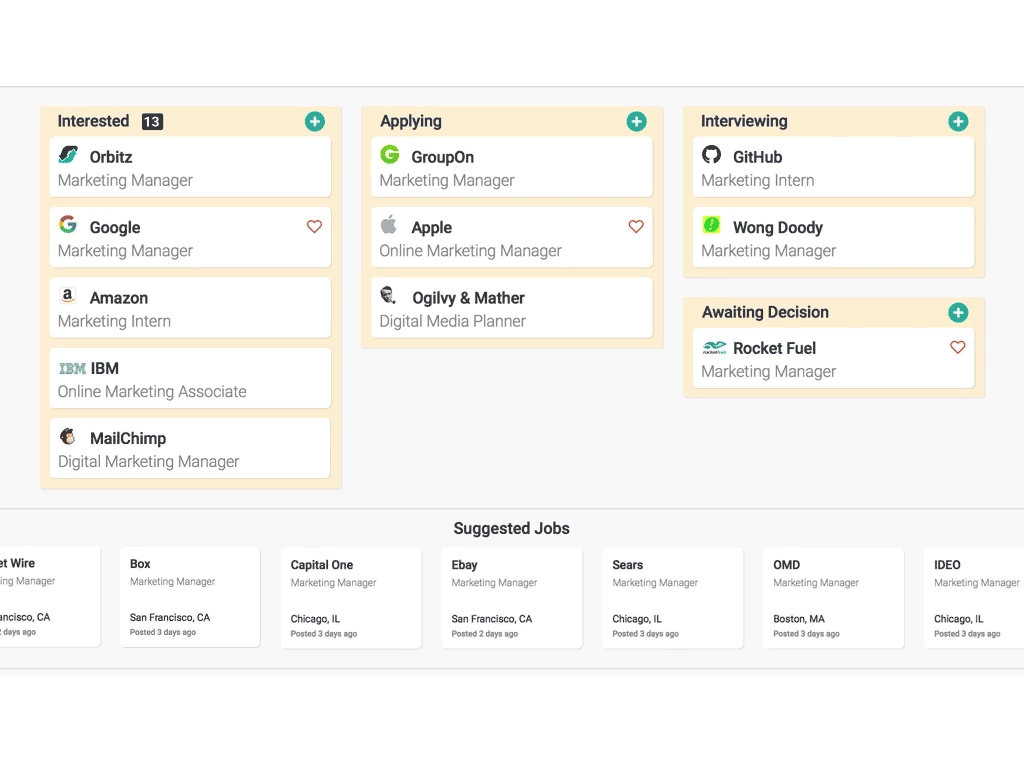 Interested 13
Orbitz
Marketing Manager
Google
Marketing Manager
a
Amazon
Marketing Intern
IBM IBM
Online Marketing Associate
MailChimp
Digital Marketing Manager
Applying
GroupOn
Marketing Manager
Apple
Online Marketing Manager
Ogilvy & Mather
Digital Media Planner
Interviewing
GitHub
Marketing Intern
Wong Doody
Marketing Manager
Awaiting Decision
rocketfuel Rocket Fuel
Marketing Manager
Suggested Jobs
et Wire
ing Manager
ancisco, CA
2 days ago
Box
Marketing Manager
San Francisco, CA
Posted 3 days ago
Capital One
Marketing Manager
Chicago, IL
Posted 3 days ago
Ebay
Marketing Manager
San Francisco, CA
Posted 2 days ago
Sears
Marketing Manager
Chicago, IL
Posted 3 days ago
OMD
Marketing Manager
Boston, MA
Posted 3 days ago
IDEO
Marketing Manager
Chicago, IL
Posted 3 days ago